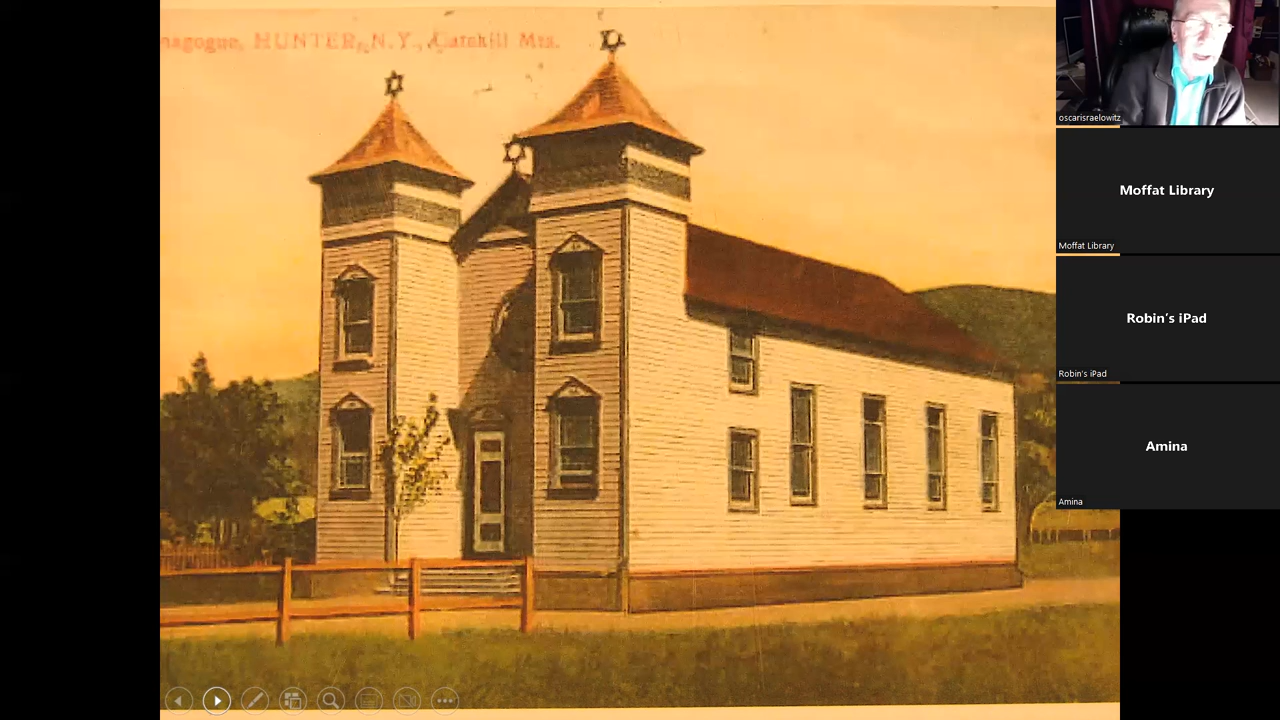 nagogue, HUNTER, N.Y., Catskill Mts.
oscarisraelowitz
Moffat Library
Moffat Library
Robin's iPad
Robin's iPad
Amina
Amina